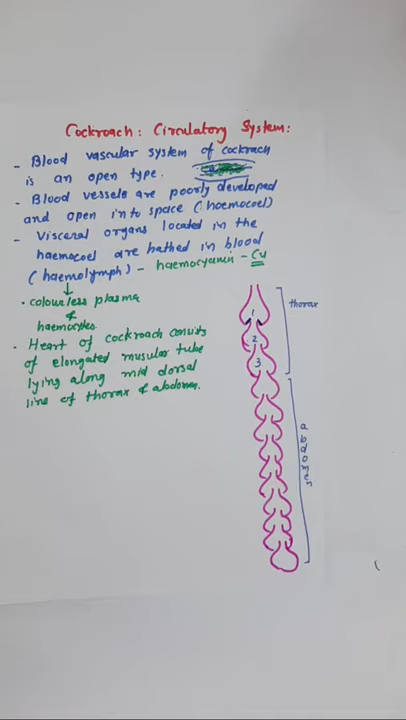 Cockroach: Circulatory System:
- Blood vascular system of cockrach
is an open type.
- Blood vessels are poorly developed
and open into space (haemocoel)
- Visceral organs located in the
haemocoel are bathed in blood
(haemolymph) - haemocyanin - Cu
• colourless plasma
&
haemocytes.
• Heart of cockroach consists
of elongated muscular tube
lying along mid dorsal
line of thorax & abdomen.
1
2
3
thorax